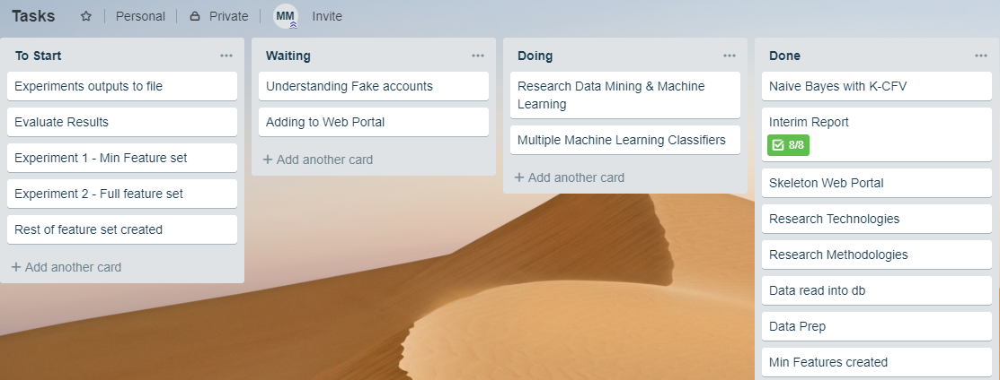 Tasks Personal Private MM Invite
To Start
Experiments outputs to file
Evaluate Results
Experiment 1 - Min Feature set
Experiment 2 - Full feature set
Rest of feature set created
+ Add another card
Waiting
Understanding Fake accounts
Adding to Web Portal
+ Add another card
Doing
Research Data Mining & Machine
Learning
Multiple Machine Learning Classifiers
+ Add another card
Done
Naive Bayes with K-CFV
Interim Report
8/8
Skeleton Web Portal
Research Technologies
Research Methodologies
Data read into db
Data Prep
Min Features created